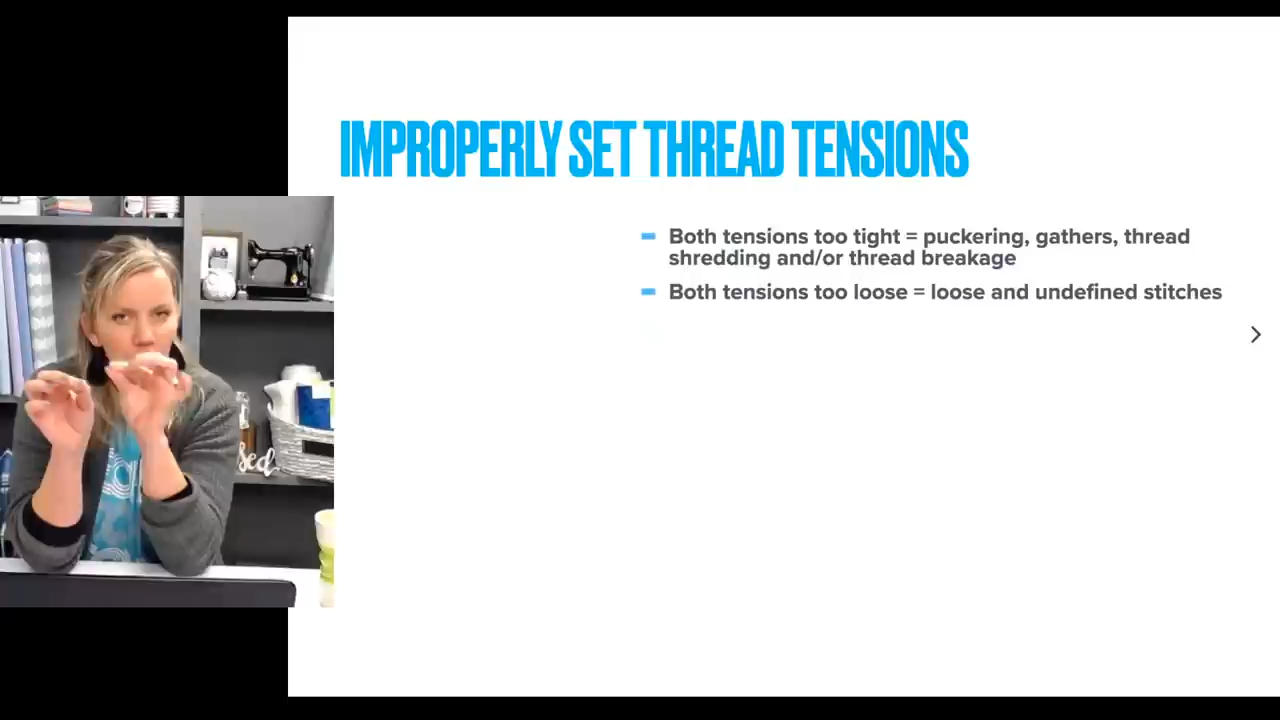 IMPROPERLY SET THREAD TENSIONS
Both tensions too tight = puckering, gathers, thread
shredding and/or thread breakage
Both tensions too loose = loose and undefined stitches
sed.